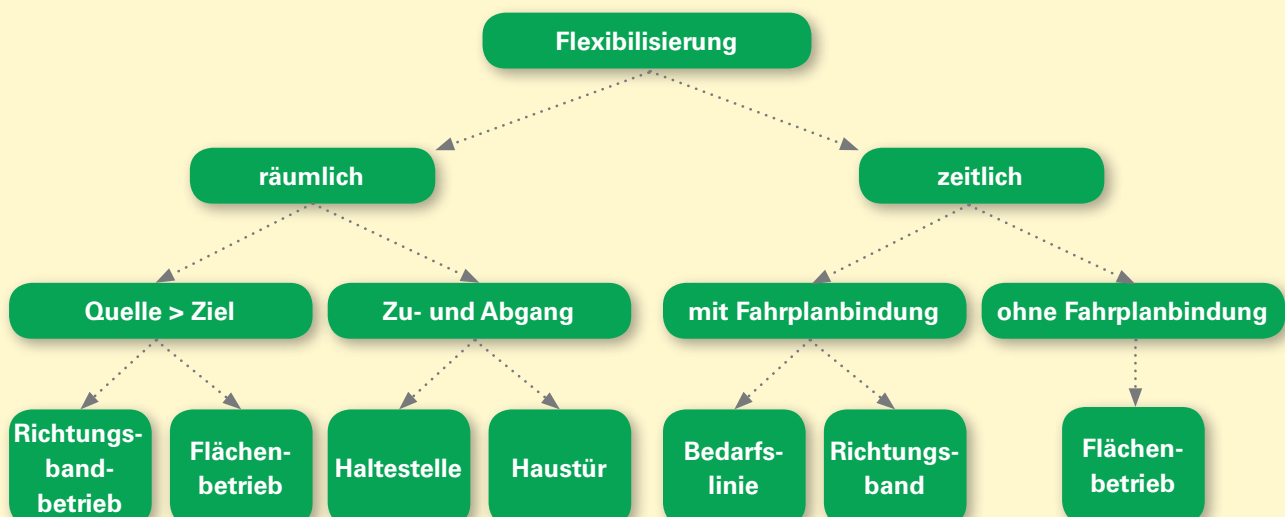 Flexibilisierung
räumlich
zeitlich
Quelle > Ziel
Zu- und Abgang
mit Fahrplanbindung
ohne Fahrplanbindung
Richtungs-
band-
betrieb
Flächen-
betrieb
Haltestelle
Haustür
Bedarfs-
linie
Richtungs-
band
Flächen-
betrieb